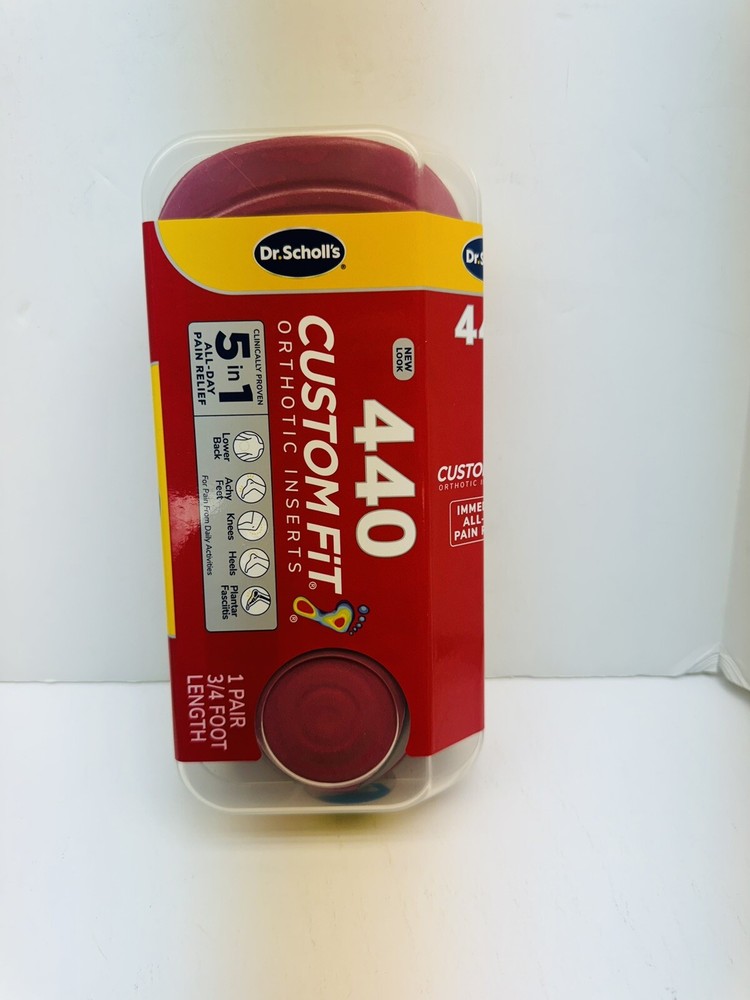 Dr.Scholl's®
NEW
LOOK
440
CUSTOM FiT®
ORTHOTIC INSERTS
®
CLINICALLY PROVEN
5 in 1
ALL-DAY
PAIN RELIEF
Lower
Back
Achy
Feet
Knees
Heels
Plantar
Fasciitis
For Pain From Daily Activities
1 PAIR
3/4 FOOT
LENGTH
Dr.S
44
CUSTO
ORTHOTIC I
IMME
ALL-
PAIN R